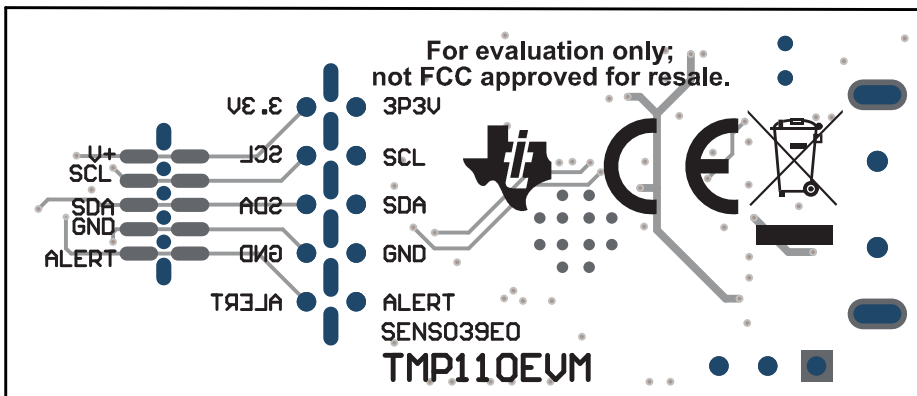 For evaluation only;
not FCC approved for resale.
3.3V
3P3V
V+
SCL
SCL
SCL
SDA
SDA
SDA
GND
GND
GND
ALERT
ALERT
ALERT
SENS039E0
TMP110EVM